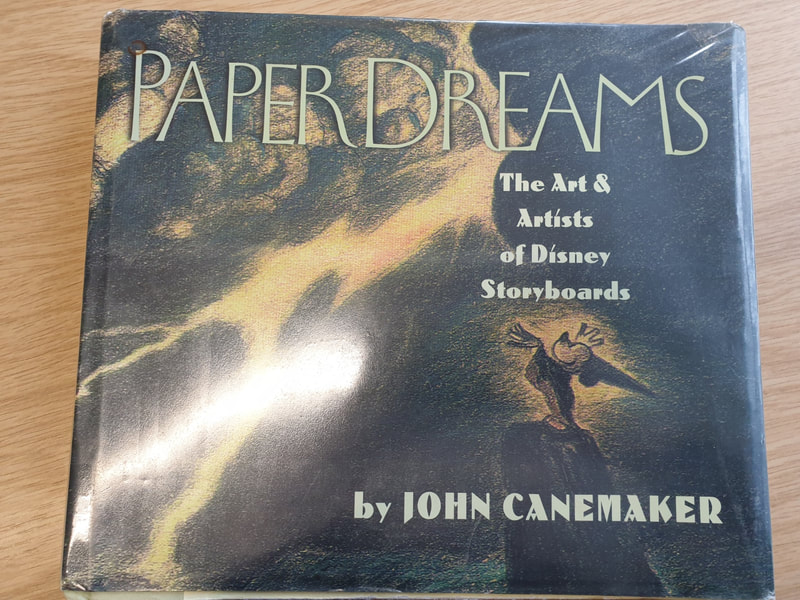 PAPER DREAMS
The Art &
Artists
of Disney
Storyboards
by JOHN CANEMAKER